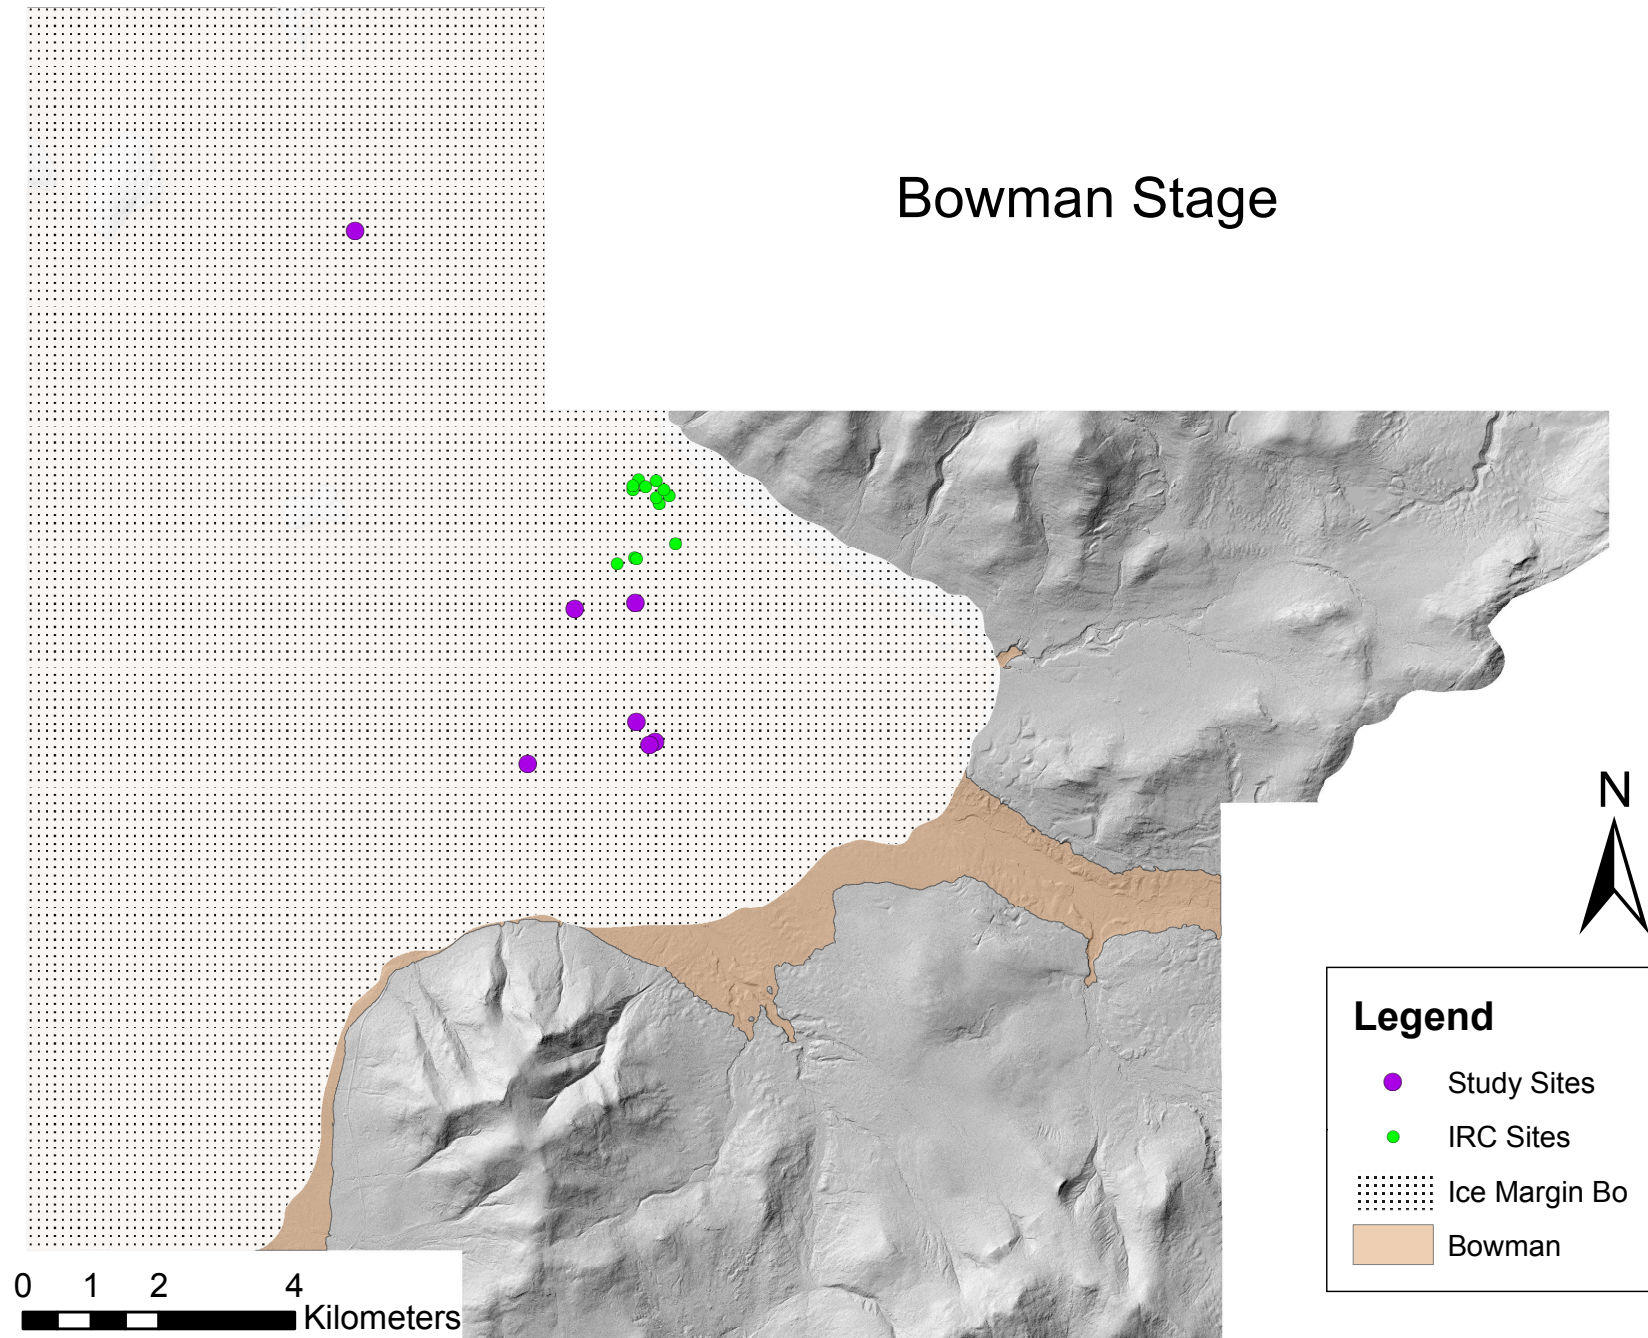 Bowman Stage
N
Legend
Study Sites
IRC Sites
Ice Margin Bo
Bowman
0 1 2 4
Kilometers